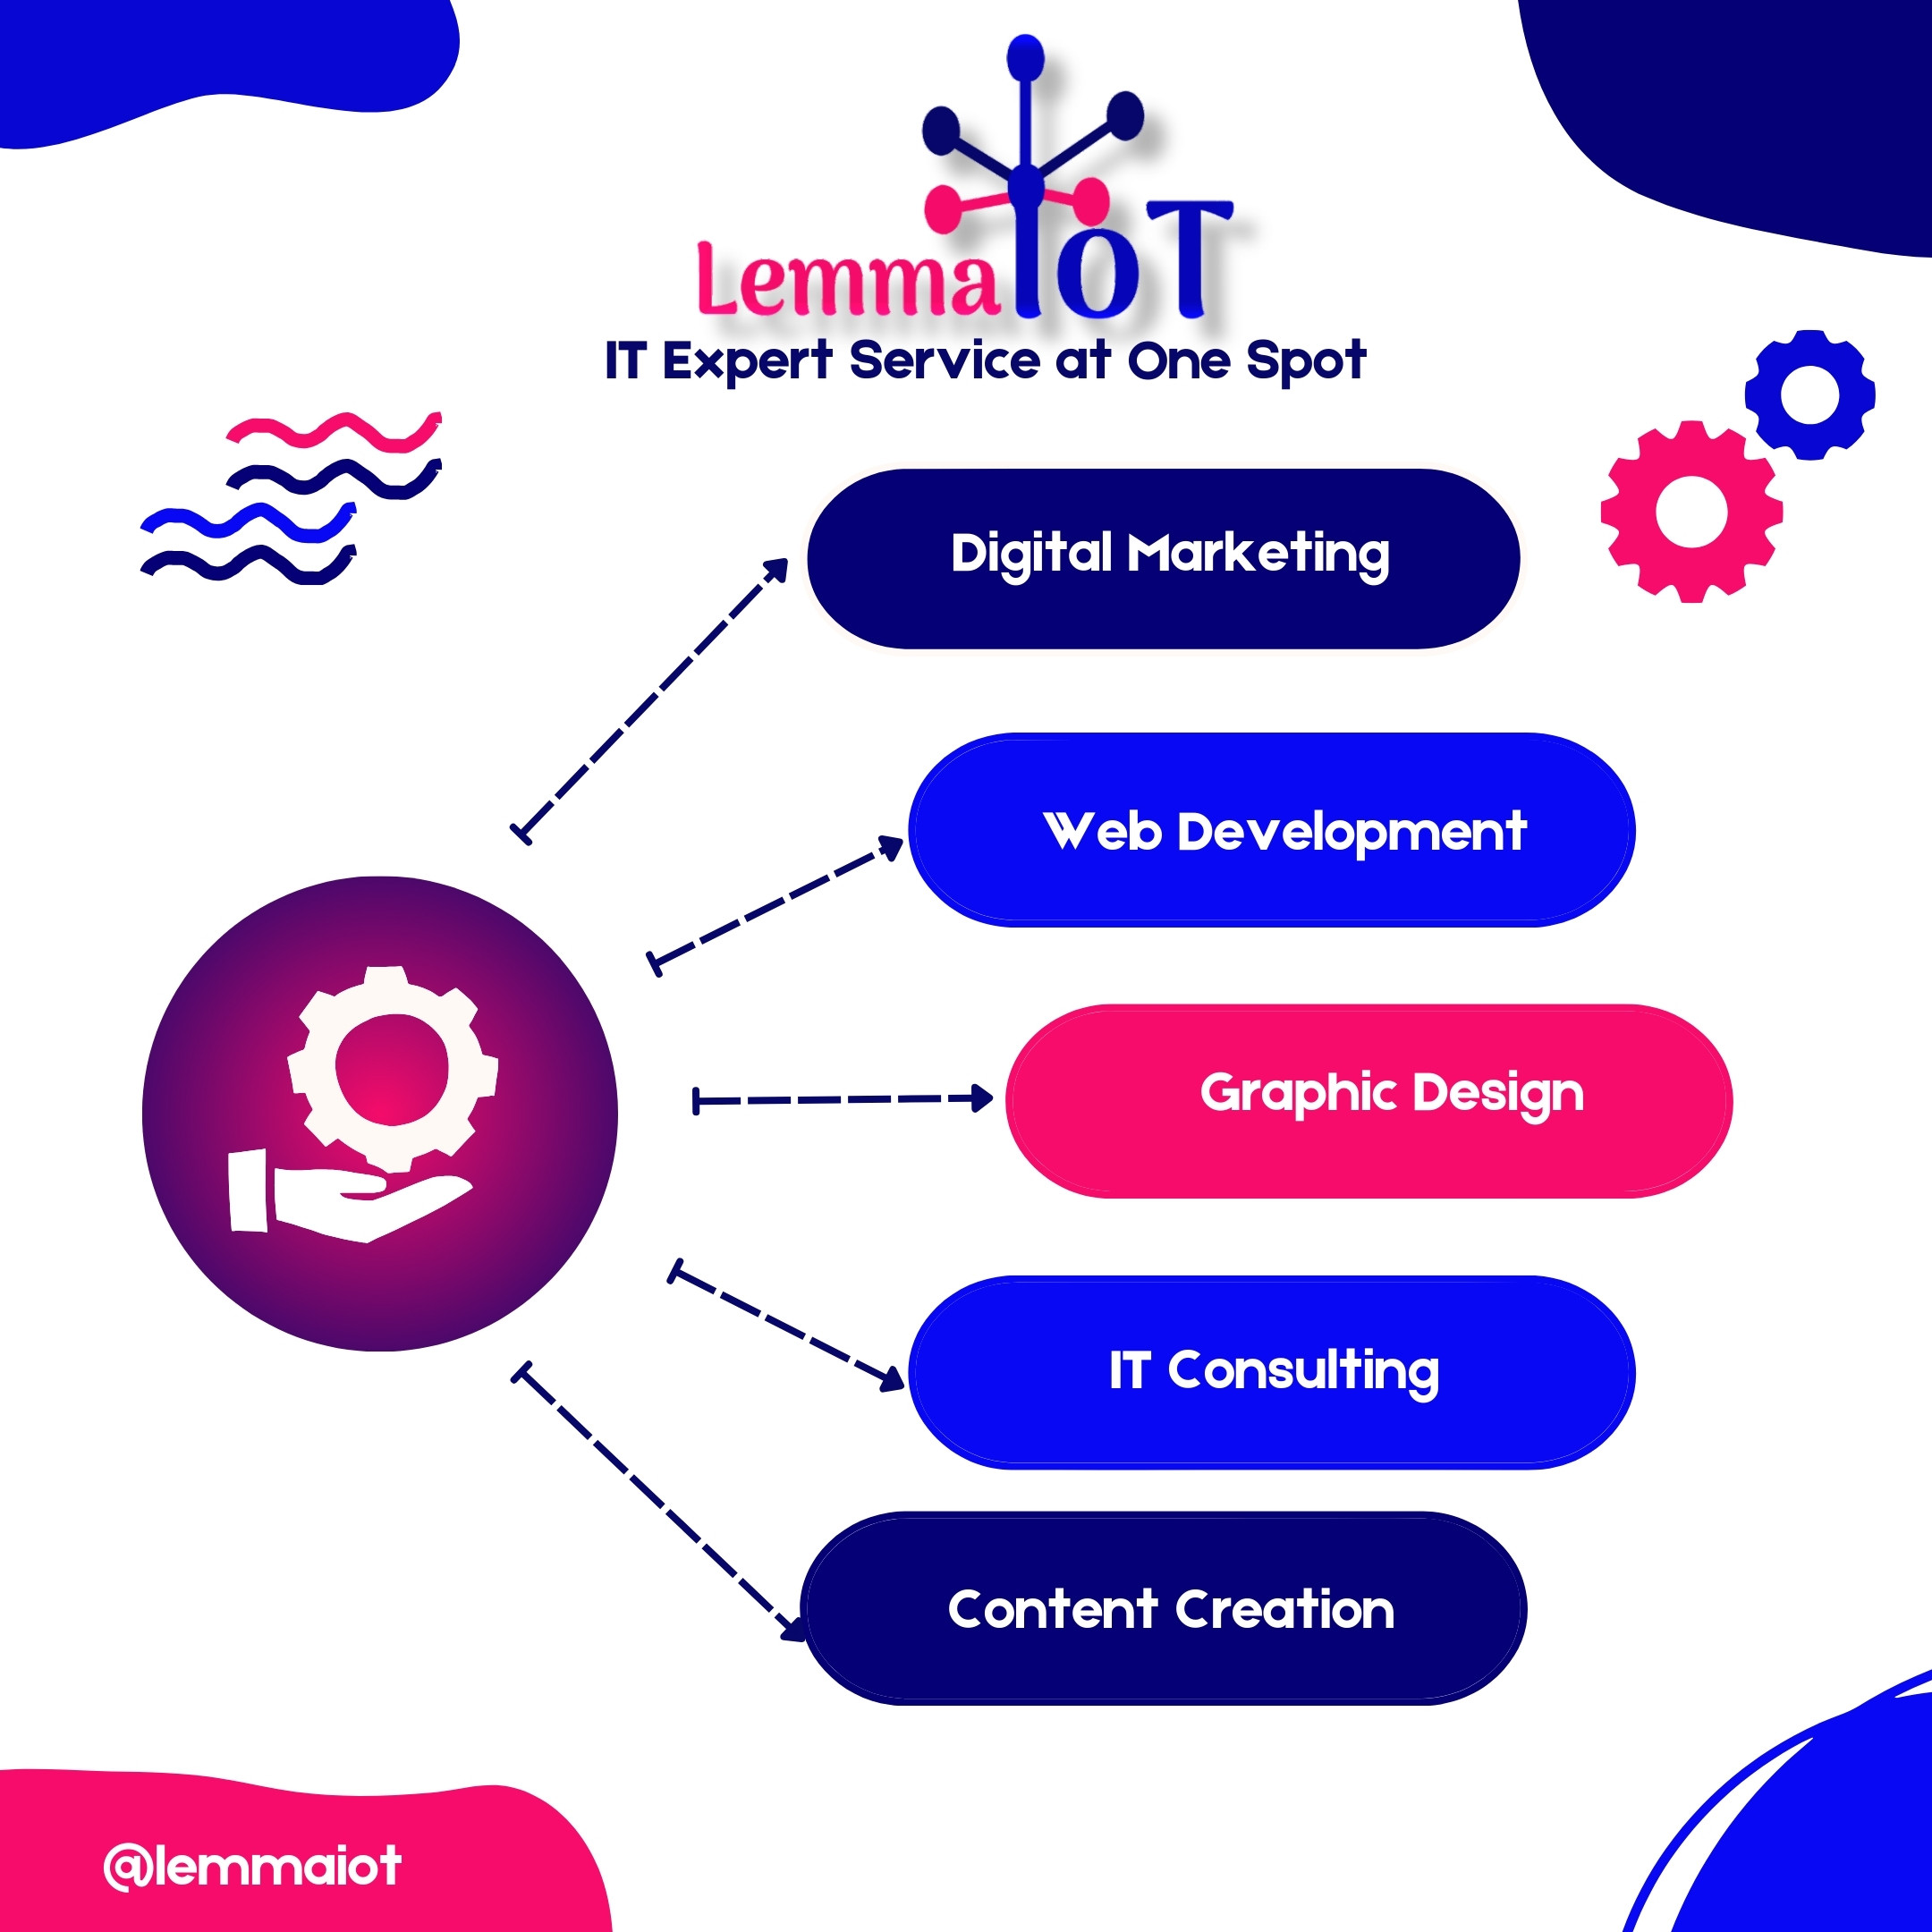 LemmaIoT
IT Expert Service at One Spot
Digital Marketing
Web Development
Graphic Design
IT Consulting
Content Creation
@lemmaiot